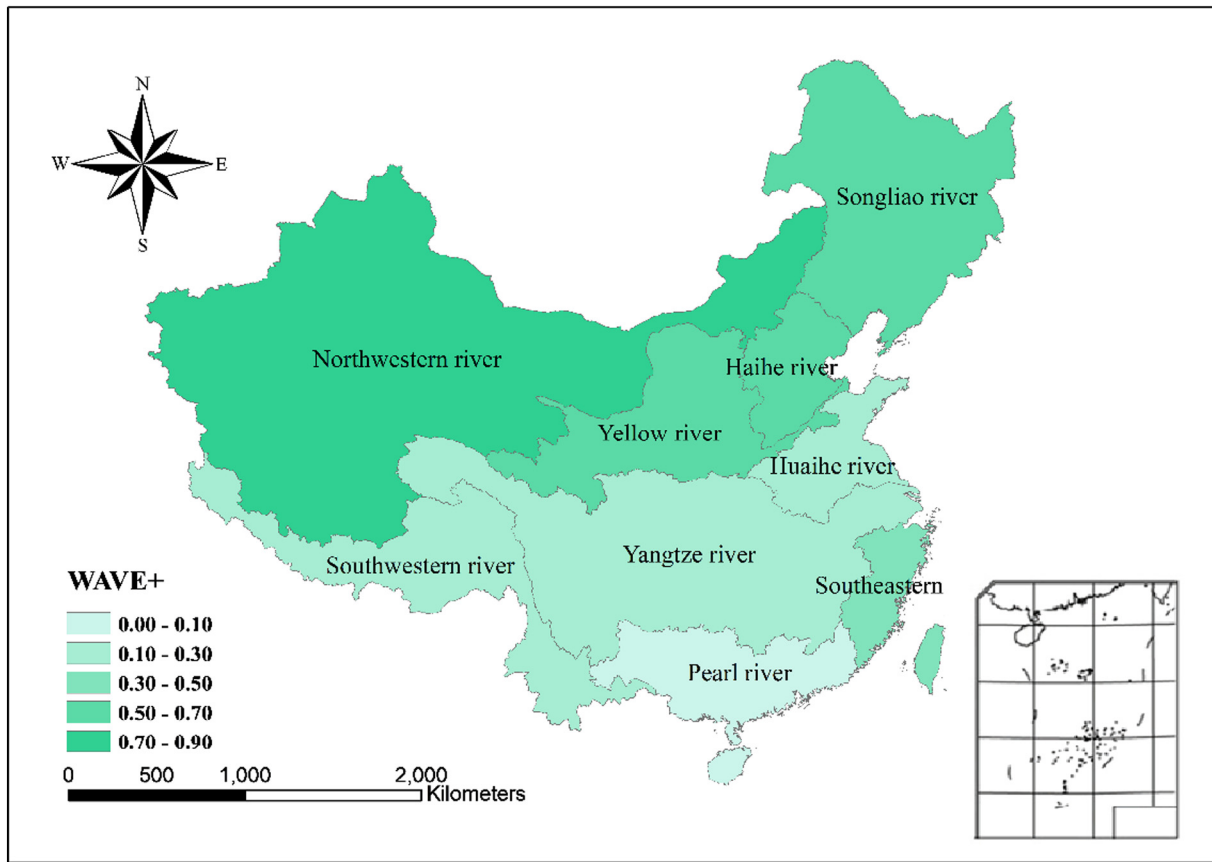 N
W
E
S
Songliao river
Northwestern river
Haihe river
Yellow river
Huaihe river
Yangtze river
Southwestern river
Southeastern
Pearl river
WAVE+
0.00 - 0.10
0.10 - 0.30
0.30 - 0.50
0.50 - 0.70
0.70 - 0.90
0 500 1,000 2,000
Kilometers